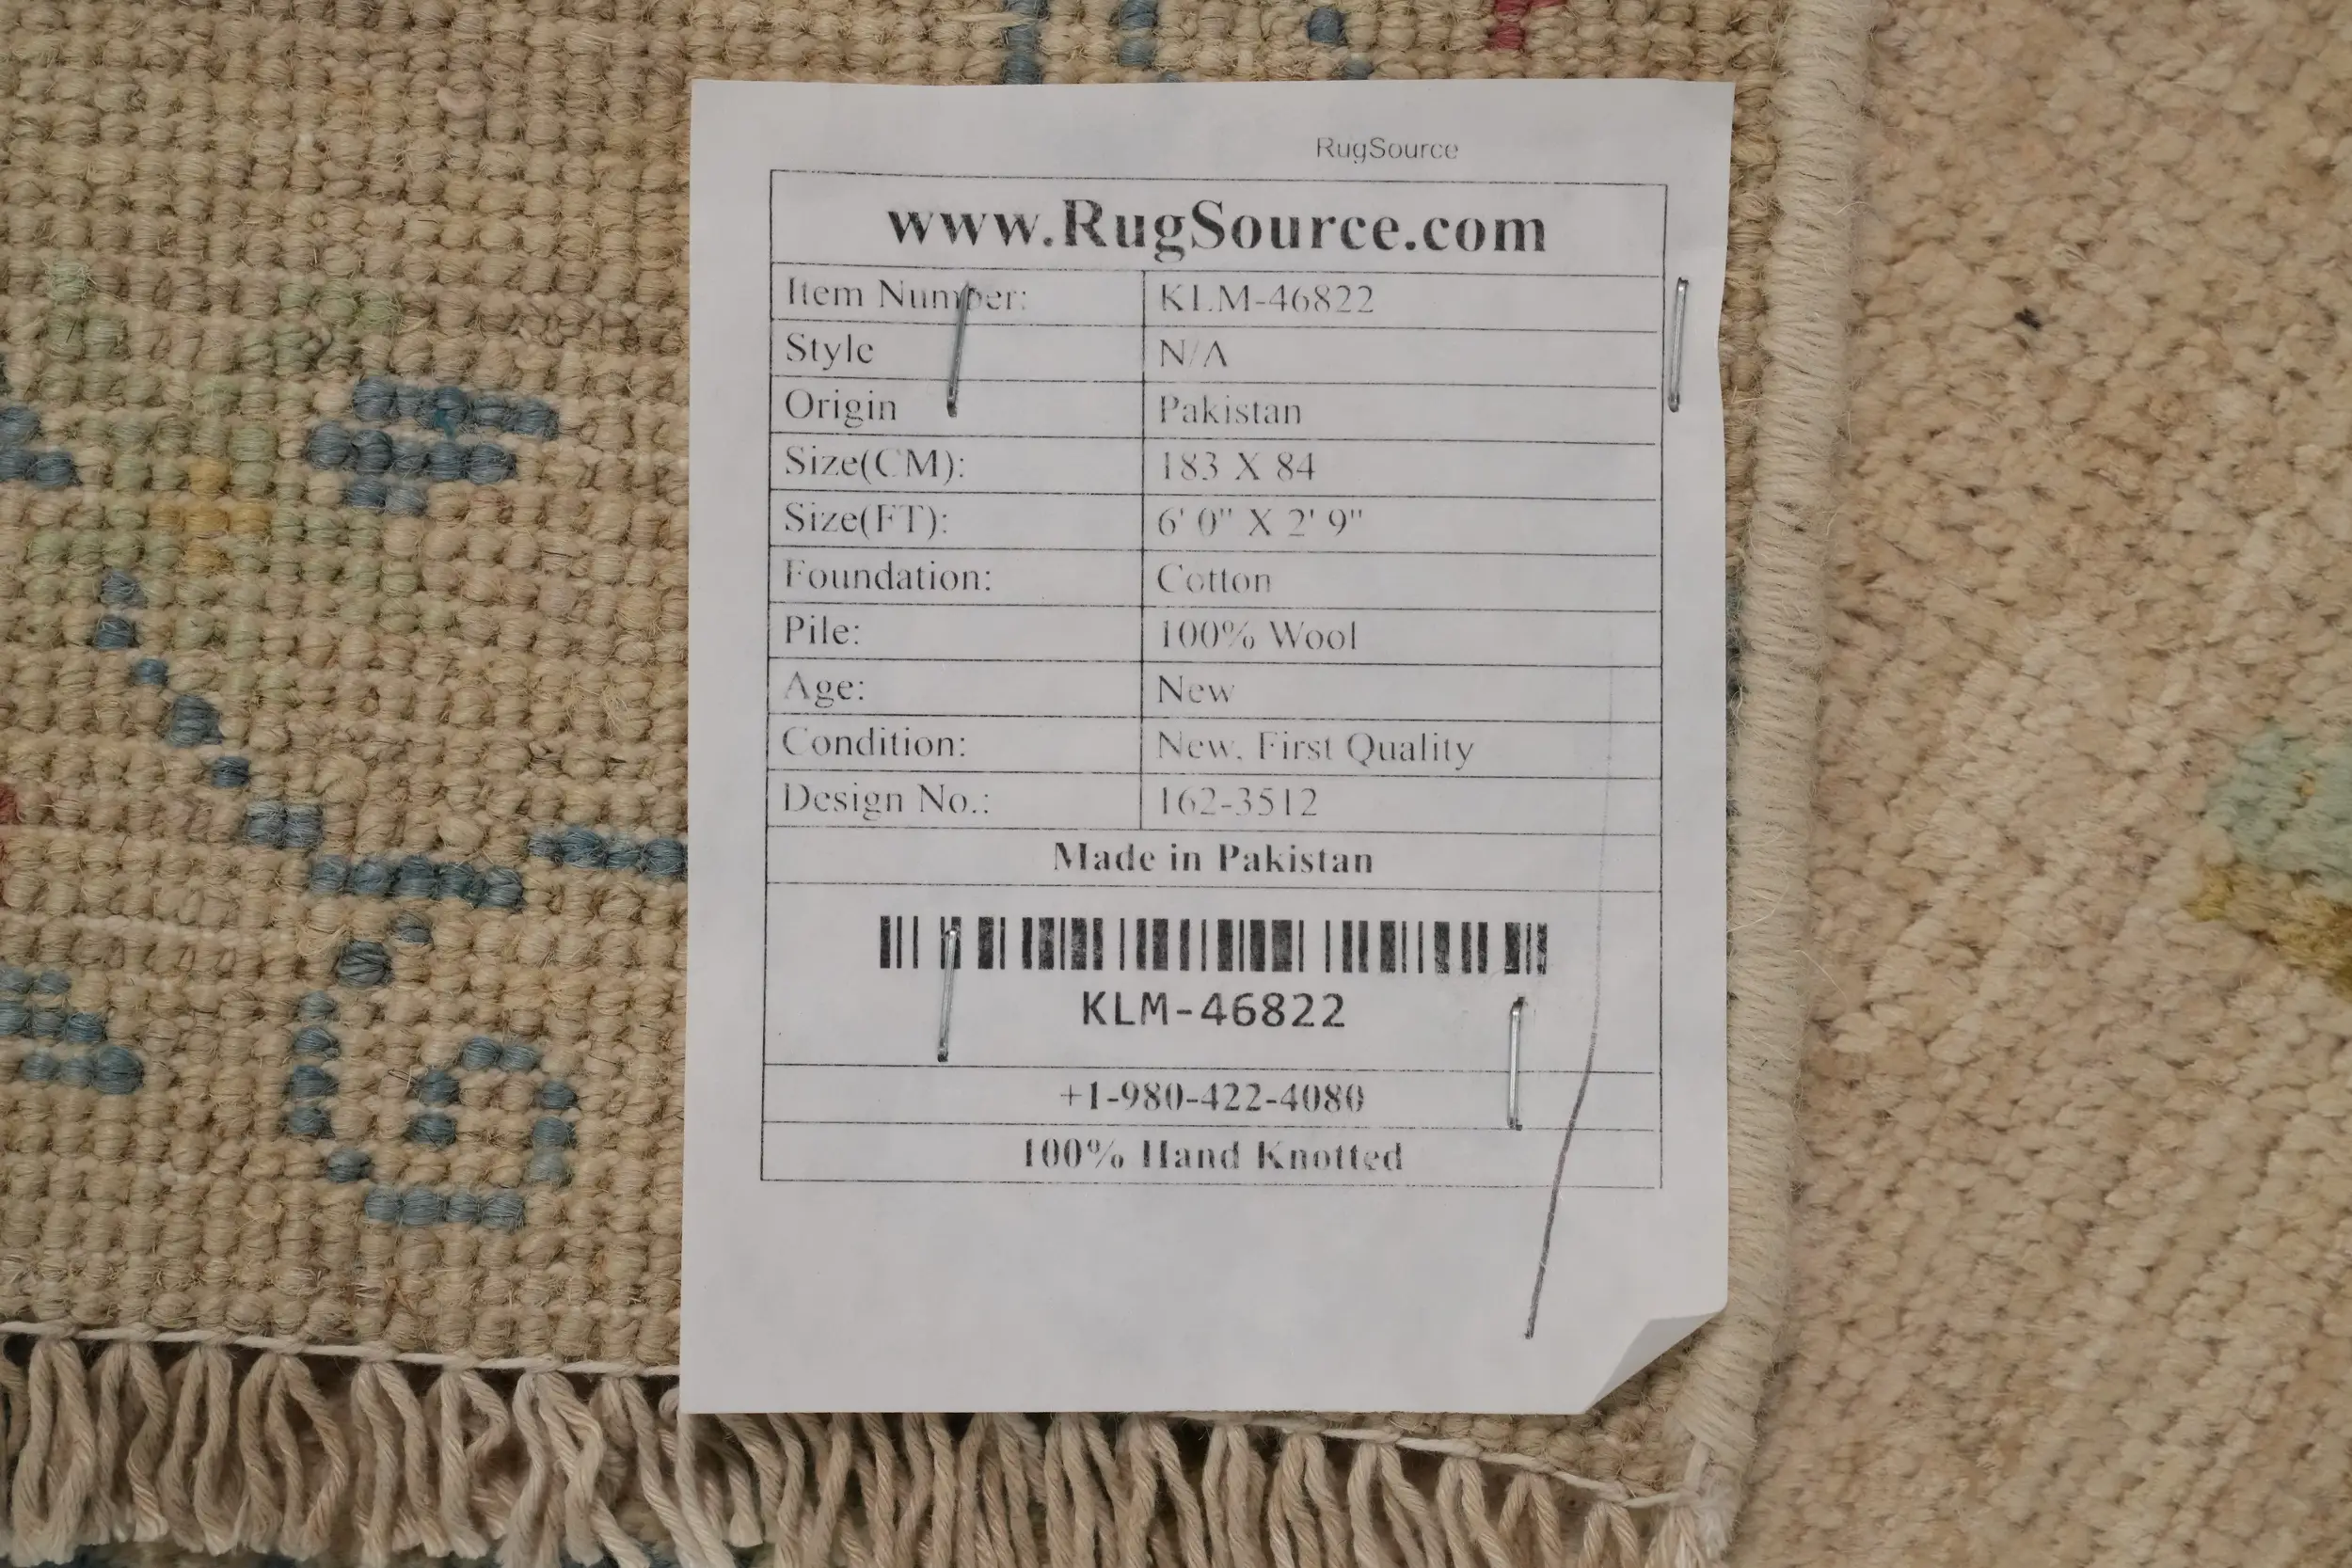 RugSource
www.RugSource.com
Item Number: KLM-46822
Style N/A
Origin Pakistan
Size(CM): 183 X 84
Size(FT): 6' 0" X 2' 9"
Foundation: Cotton
Pile: 100% Wool
Age: New
Condition: New, First Quality
Design No.: 162-3512
Made in Pakistan
KLM-46822
+1-980-422-4080
100% Hand Knotted